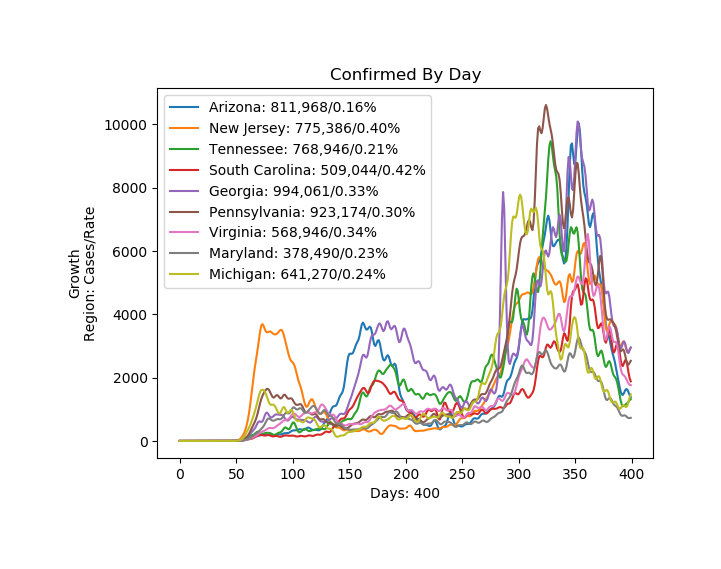 Confirmed By Day
Growth
Region: Cases/Rate
10000
8000
6000
4000
2000
0
Arizona: 811,968/0.16%
New Jersey: 775,386/0.40%
Tennessee: 768,946/0.21%
South Carolina: 509,044/0.42%
Georgia: 994,061/0.33%
Pennsylvania: 923,174/0.30%
Virginia: 568,946/0.34%
Maryland: 378,490/0.23%
Michigan: 641,270/0.24%
0 50 100 150 200 250 300 350 400
Days: 400